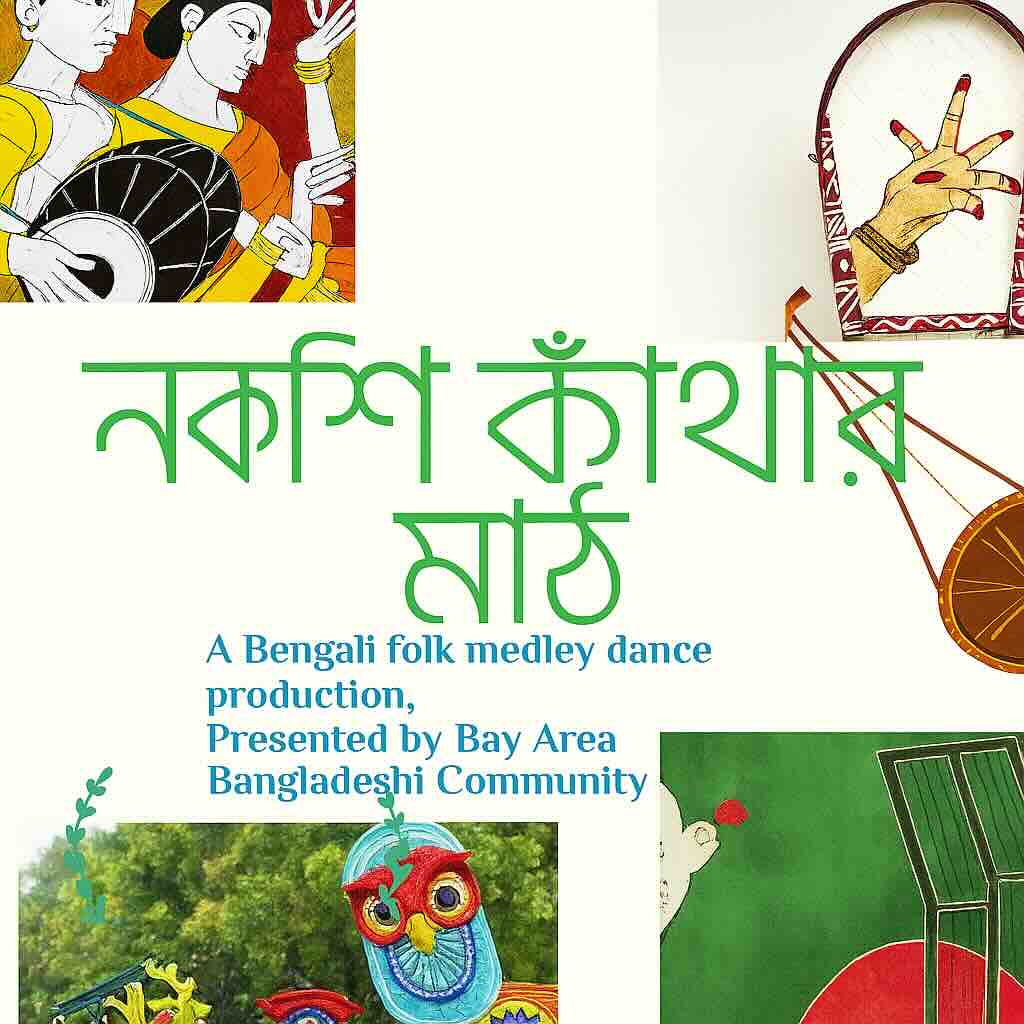 নকশি কাঁথার
মাঠ
A Bengali folk medley dance
production,
Presented by Bay Area
Bangladeshi Community